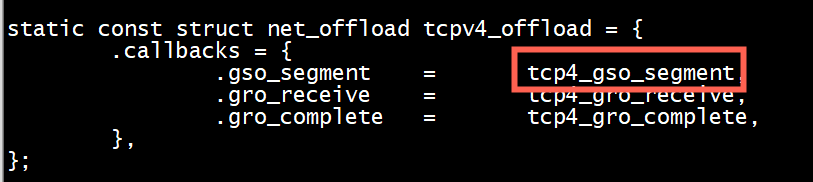 static const struct net_offload tcpv4_offload = {
        .callbacks = {
                .gso_segment    =       tcp4_gso_segment,
                .gro_receive    =       tcp4_gro_receive,
                .gro_complete   =       tcp4_gro_complete,
        },
};